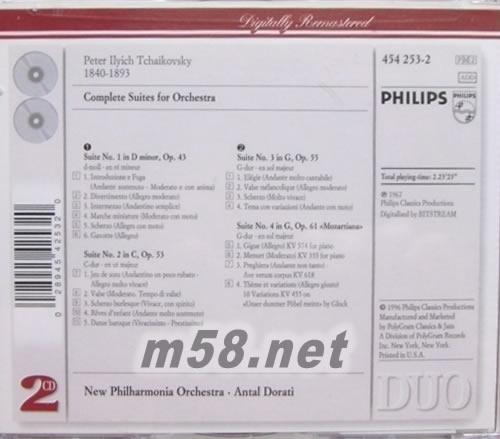 Digitally Remastered
Peter Ilyich Tchaikovsky
1840-1893
Complete Suites for Orchestra
1
Suite No. 1 in D minor, Op. 43
d-moll - en ré mineur
1. Introduzione e Fuga
(Andante sostenuto - Moderato e con anima)
2. Divertimento (Allegro moderato)
3. Intermezzo (Andantino semplice)
4. Marche miniature (Moderato con moto)
5. Scherzo (Allegro con moto)
6. Gavotte (Allegro)
Suite No. 2 in C, Op. 53
C-dur - en ut majeur
1. Jeu de sons (Andantino un poco rubato -
Allegro molto vivace)
2. Valse (Moderato. Tempo di valse)
3. Scherzo burlesque (Vivace, con spirito)
4. Rêves d'enfant (Andante molto sostenuto)
5. Danse baroque (Vivacissimo - Prestissimo)
2
Suite No. 3 in G, Op. 55
G-dur - en sol majeur
1. Elégie (Andante molto cantabile)
2. Valse mélancolique (Allegro moderato)
3. Scherzo (Molto vivace)
4. Tema con variazioni (Andante con moto)
Suite No. 4 in G, Op. 61 «Mozartiana»
G-dur - en sol majeur
1. Gigue (Allegro) KV 574 for piano
2. Menuet (Moderato) KV 355 for piano
3. Preghiera (Andante non tanto)
Ave verum corpus KV 618
4. Thème et variations (Allegro giusto)
10 Variations KV 455 on
«Unser dummer Pöbel meint» by Gluck
New Philharmonia Orchestra · Antal Dorati
454 253-2
PM 2
ADD
PHILIPS
PHILIPS
Total playing time: 2.23'25"
℗ 1967
Philips Classics Productions
Digitalised by BITSTREAM
© 1996 Philips Classics Productions
Manufactured and Marketed
by PolyGram Classics & Jazz
A Division of PolyGram Records
Inc. New York, New York.
Printed in U.S.A.
DUO
2CD
0 28945 42532 0
m58.net